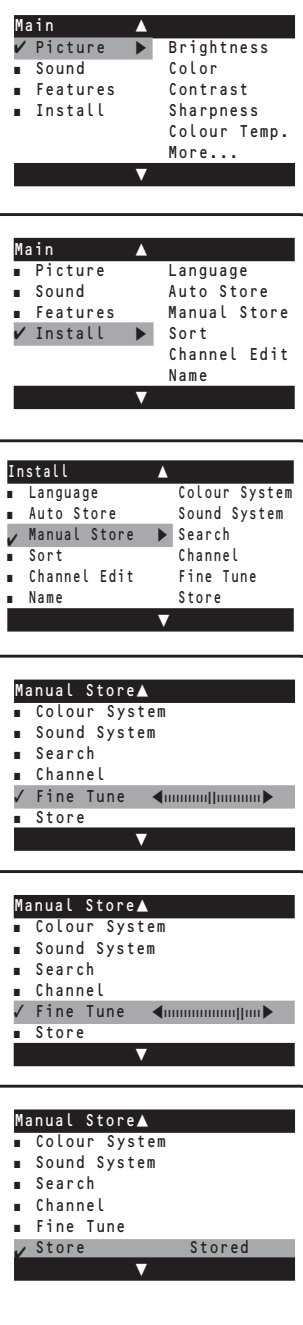 Main
Picture Brightness
Sound Color
Features Contrast
Install Sharpness
Colour Temp.
More...
Main
Picture Language
Sound Auto Store
Features Manual Store
Install Sort
Channel Edit
Name
Install
Language Colour System
Auto Store Sound System
Manual Store Search
Sort Channel
Channel Edit Fine Tune
Name Store
Manual Store
Colour System
Sound System
Search
Channel
Fine Tune
Store
Manual Store
Colour System
Sound System
Search
Channel
Fine Tune
Store
Manual Store
Colour System
Sound System
Search
Channel
Fine Tune
Store Stored